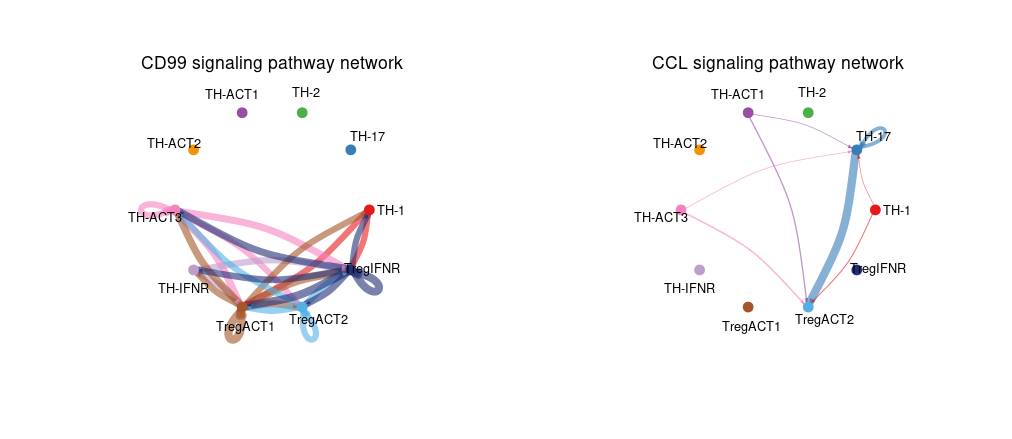 CD99 signaling pathway network
TH-ACT1
TH-2
TH-ACT2
TH-17
TH-ACT3
TH-1
TH-IFNR
TregIFNR
TregACT1
TregACT2
CCL signaling pathway network
TH-ACT1
TH-2
TH-ACT2
TH-17
TH-ACT3
TH-1
TH-IFNR
TregIFNR
TregACT1
TregACT2